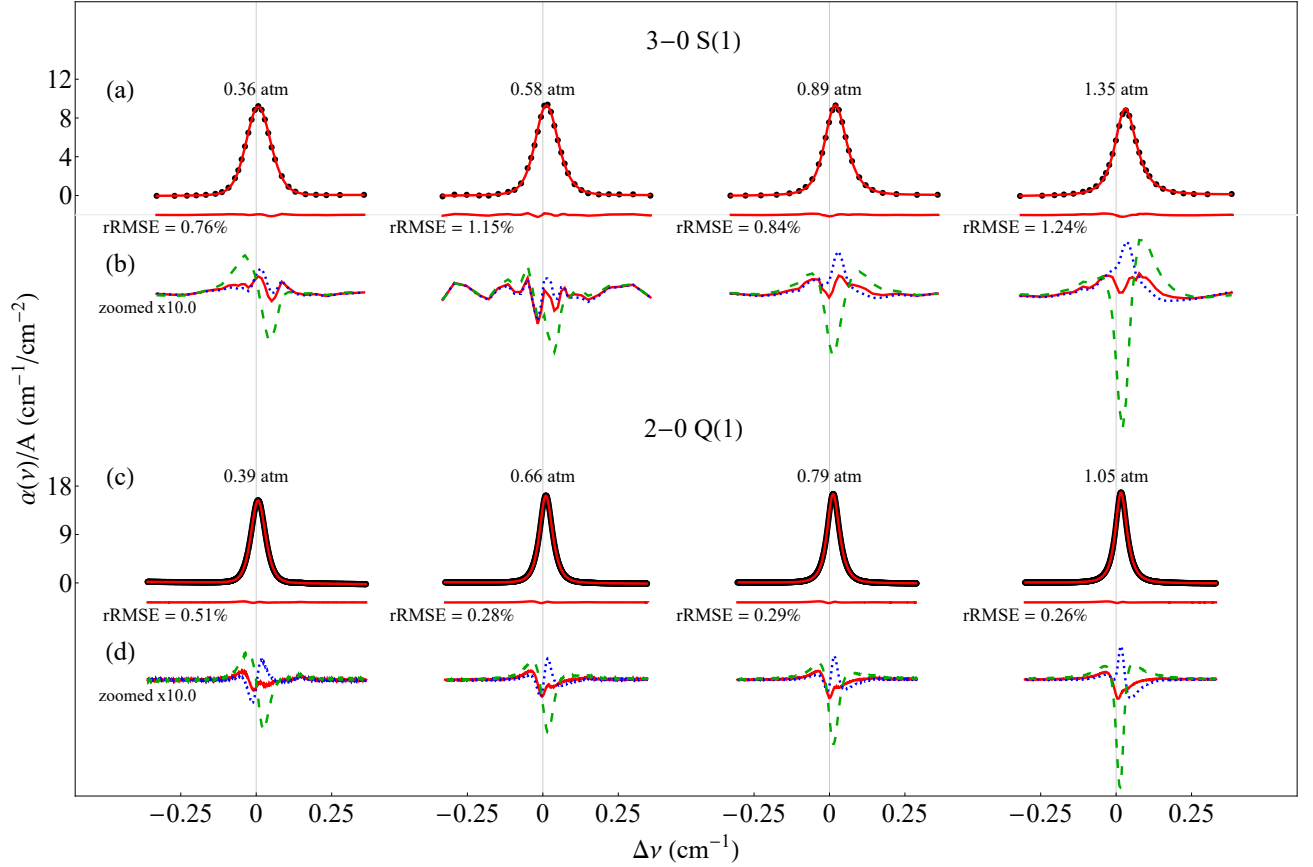 3−0 S(1)
(a)
0.36 atm
0.58 atm
0.89 atm
1.35 atm
12
8
4
0
rRMSE = 0.76%
rRMSE = 1.15%
rRMSE = 0.84%
rRMSE = 1.24%
(b)
zoomed x10.0
α(ν)/A (cm⁻¹/cm⁻²)
2−0 Q(1)
(c)
0.39 atm
0.66 atm
0.79 atm
1.05 atm
18
9
0
rRMSE = 0.51%
rRMSE = 0.28%
rRMSE = 0.29%
rRMSE = 0.26%
(d)
zoomed x10.0
−0.25 0 0.25 −0.25 0 0.25 −0.25 0 0.25 −0.25 0 0.25
Δν (cm⁻¹)